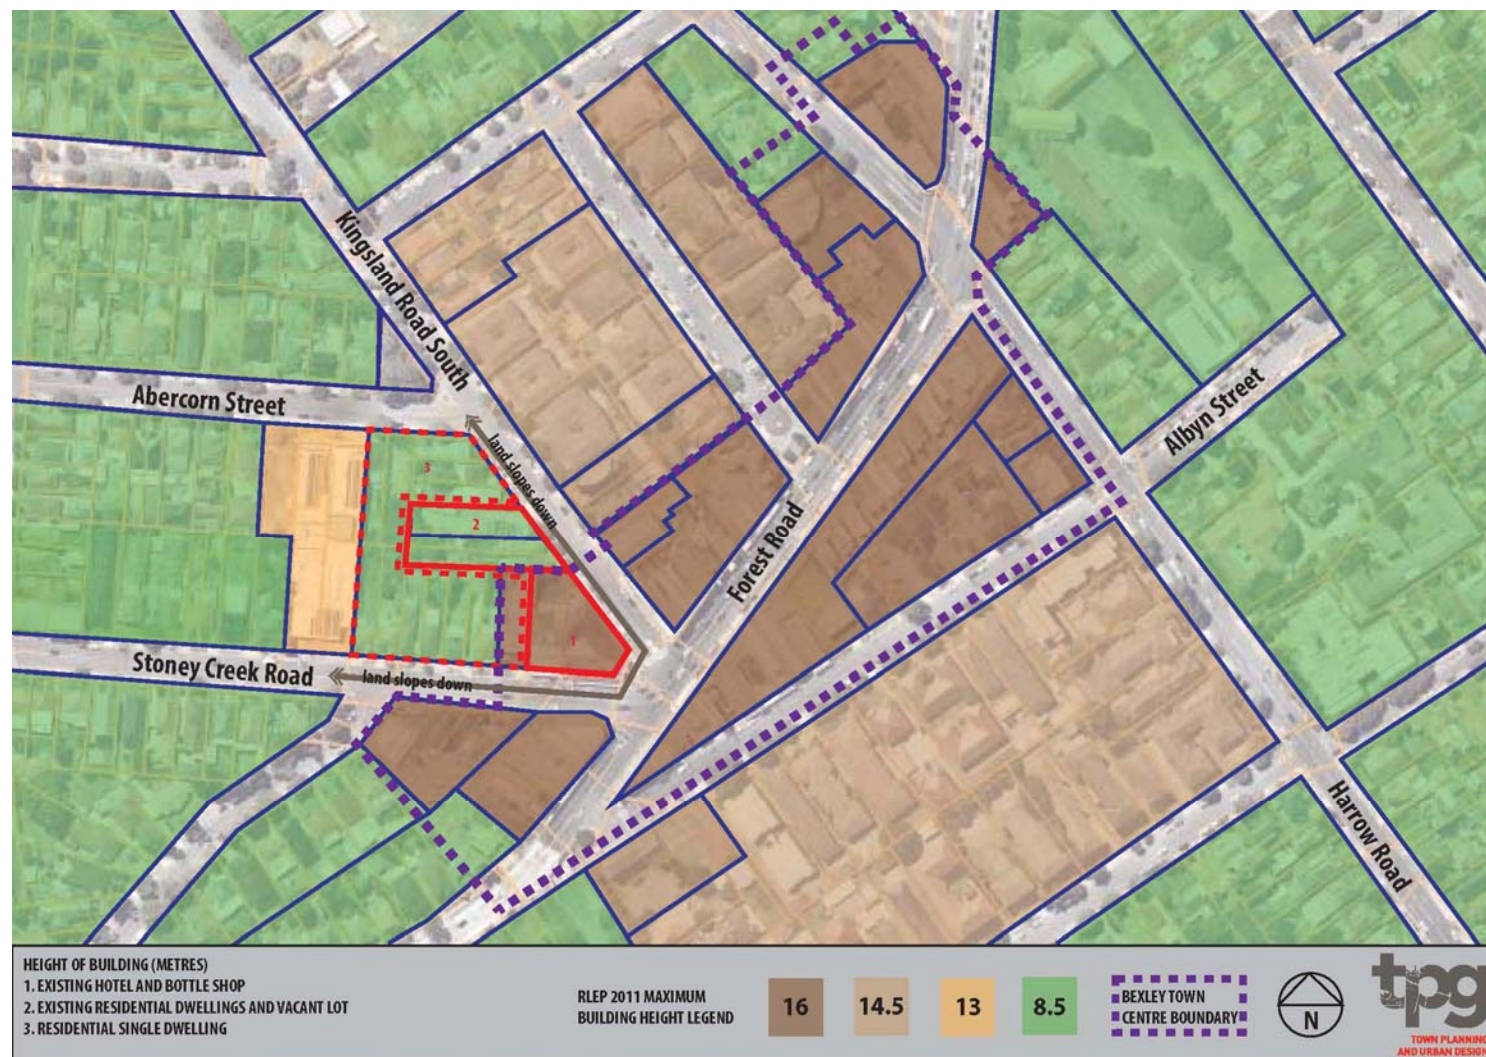 Kingsland Road South
Abercorn Street
land slopes down
3
2
1
Forest Road
Albyn Street
Stoney Creek Road
land slopes down
Harrow Road
HEIGHT OF BUILDING (METRES)
1. EXISTING HOTEL AND BOTTLE SHOP
2. EXISTING RESIDENTIAL DWELLINGS AND VACANT LOT
3. RESIDENTIAL SINGLE DWELLING
RLEP 2011 MAXIMUM
BUILDING HEIGHT LEGEND
16
14.5
13
8.5
BEXLEY TOWN
CENTRE BOUNDARY
N
tpg
TOWN PLANNING
AND URBAN DESIGN